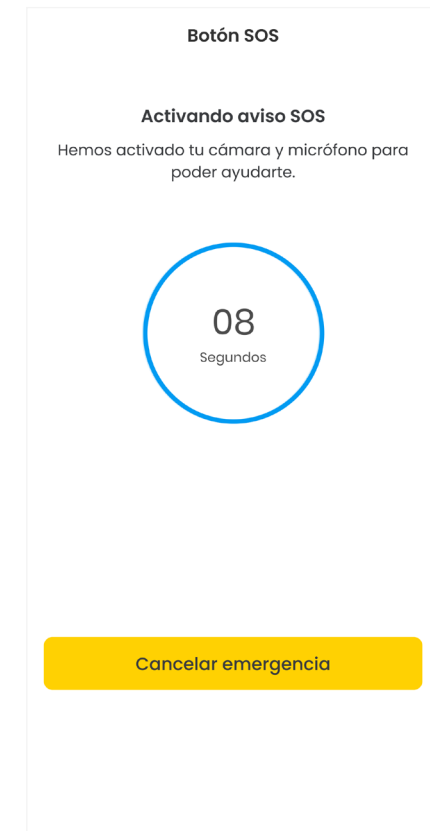 Botón SOS
Activando aviso SOS
Hemos activado tu cámara y micrófono para
poder ayudarte.
08
Segundos
Cancelar emergencia